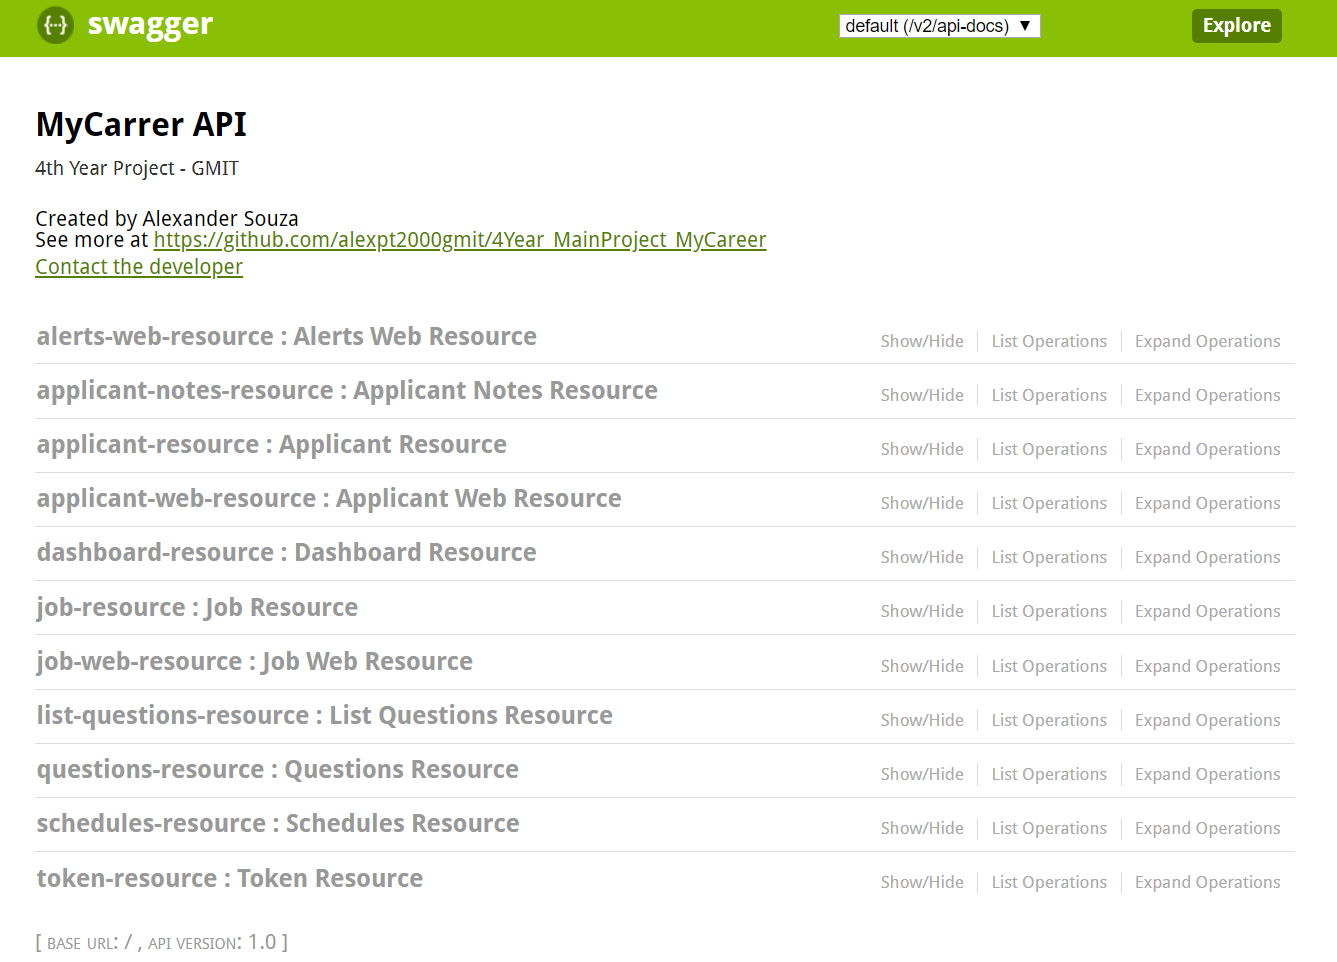 {···} swagger default (/v2/api-docs) ▼ Explore
MyCarrer API
4th Year Project - GMIT
Created by Alexander Souza
See more at https://github.com/alexpt2000gmit/4Year_MainProject_MyCareer
Contact the developer
alerts-web-resource : Alerts Web Resource Show/Hide List Operations Expand Operations
applicant-notes-resource : Applicant Notes Resource Show/Hide List Operations Expand Operations
applicant-resource : Applicant Resource Show/Hide List Operations Expand Operations
applicant-web-resource : Applicant Web Resource Show/Hide List Operations Expand Operations
dashboard-resource : Dashboard Resource Show/Hide List Operations Expand Operations
job-resource : Job Resource Show/Hide List Operations Expand Operations
job-web-resource : Job Web Resource Show/Hide List Operations Expand Operations
list-questions-resource : List Questions Resource Show/Hide List Operations Expand Operations
questions-resource : Questions Resource Show/Hide List Operations Expand Operations
schedules-resource : Schedules Resource Show/Hide List Operations Expand Operations
token-resource : Token Resource Show/Hide List Operations Expand Operations
[ BASE URL: / , API VERSION: 1.0 ]